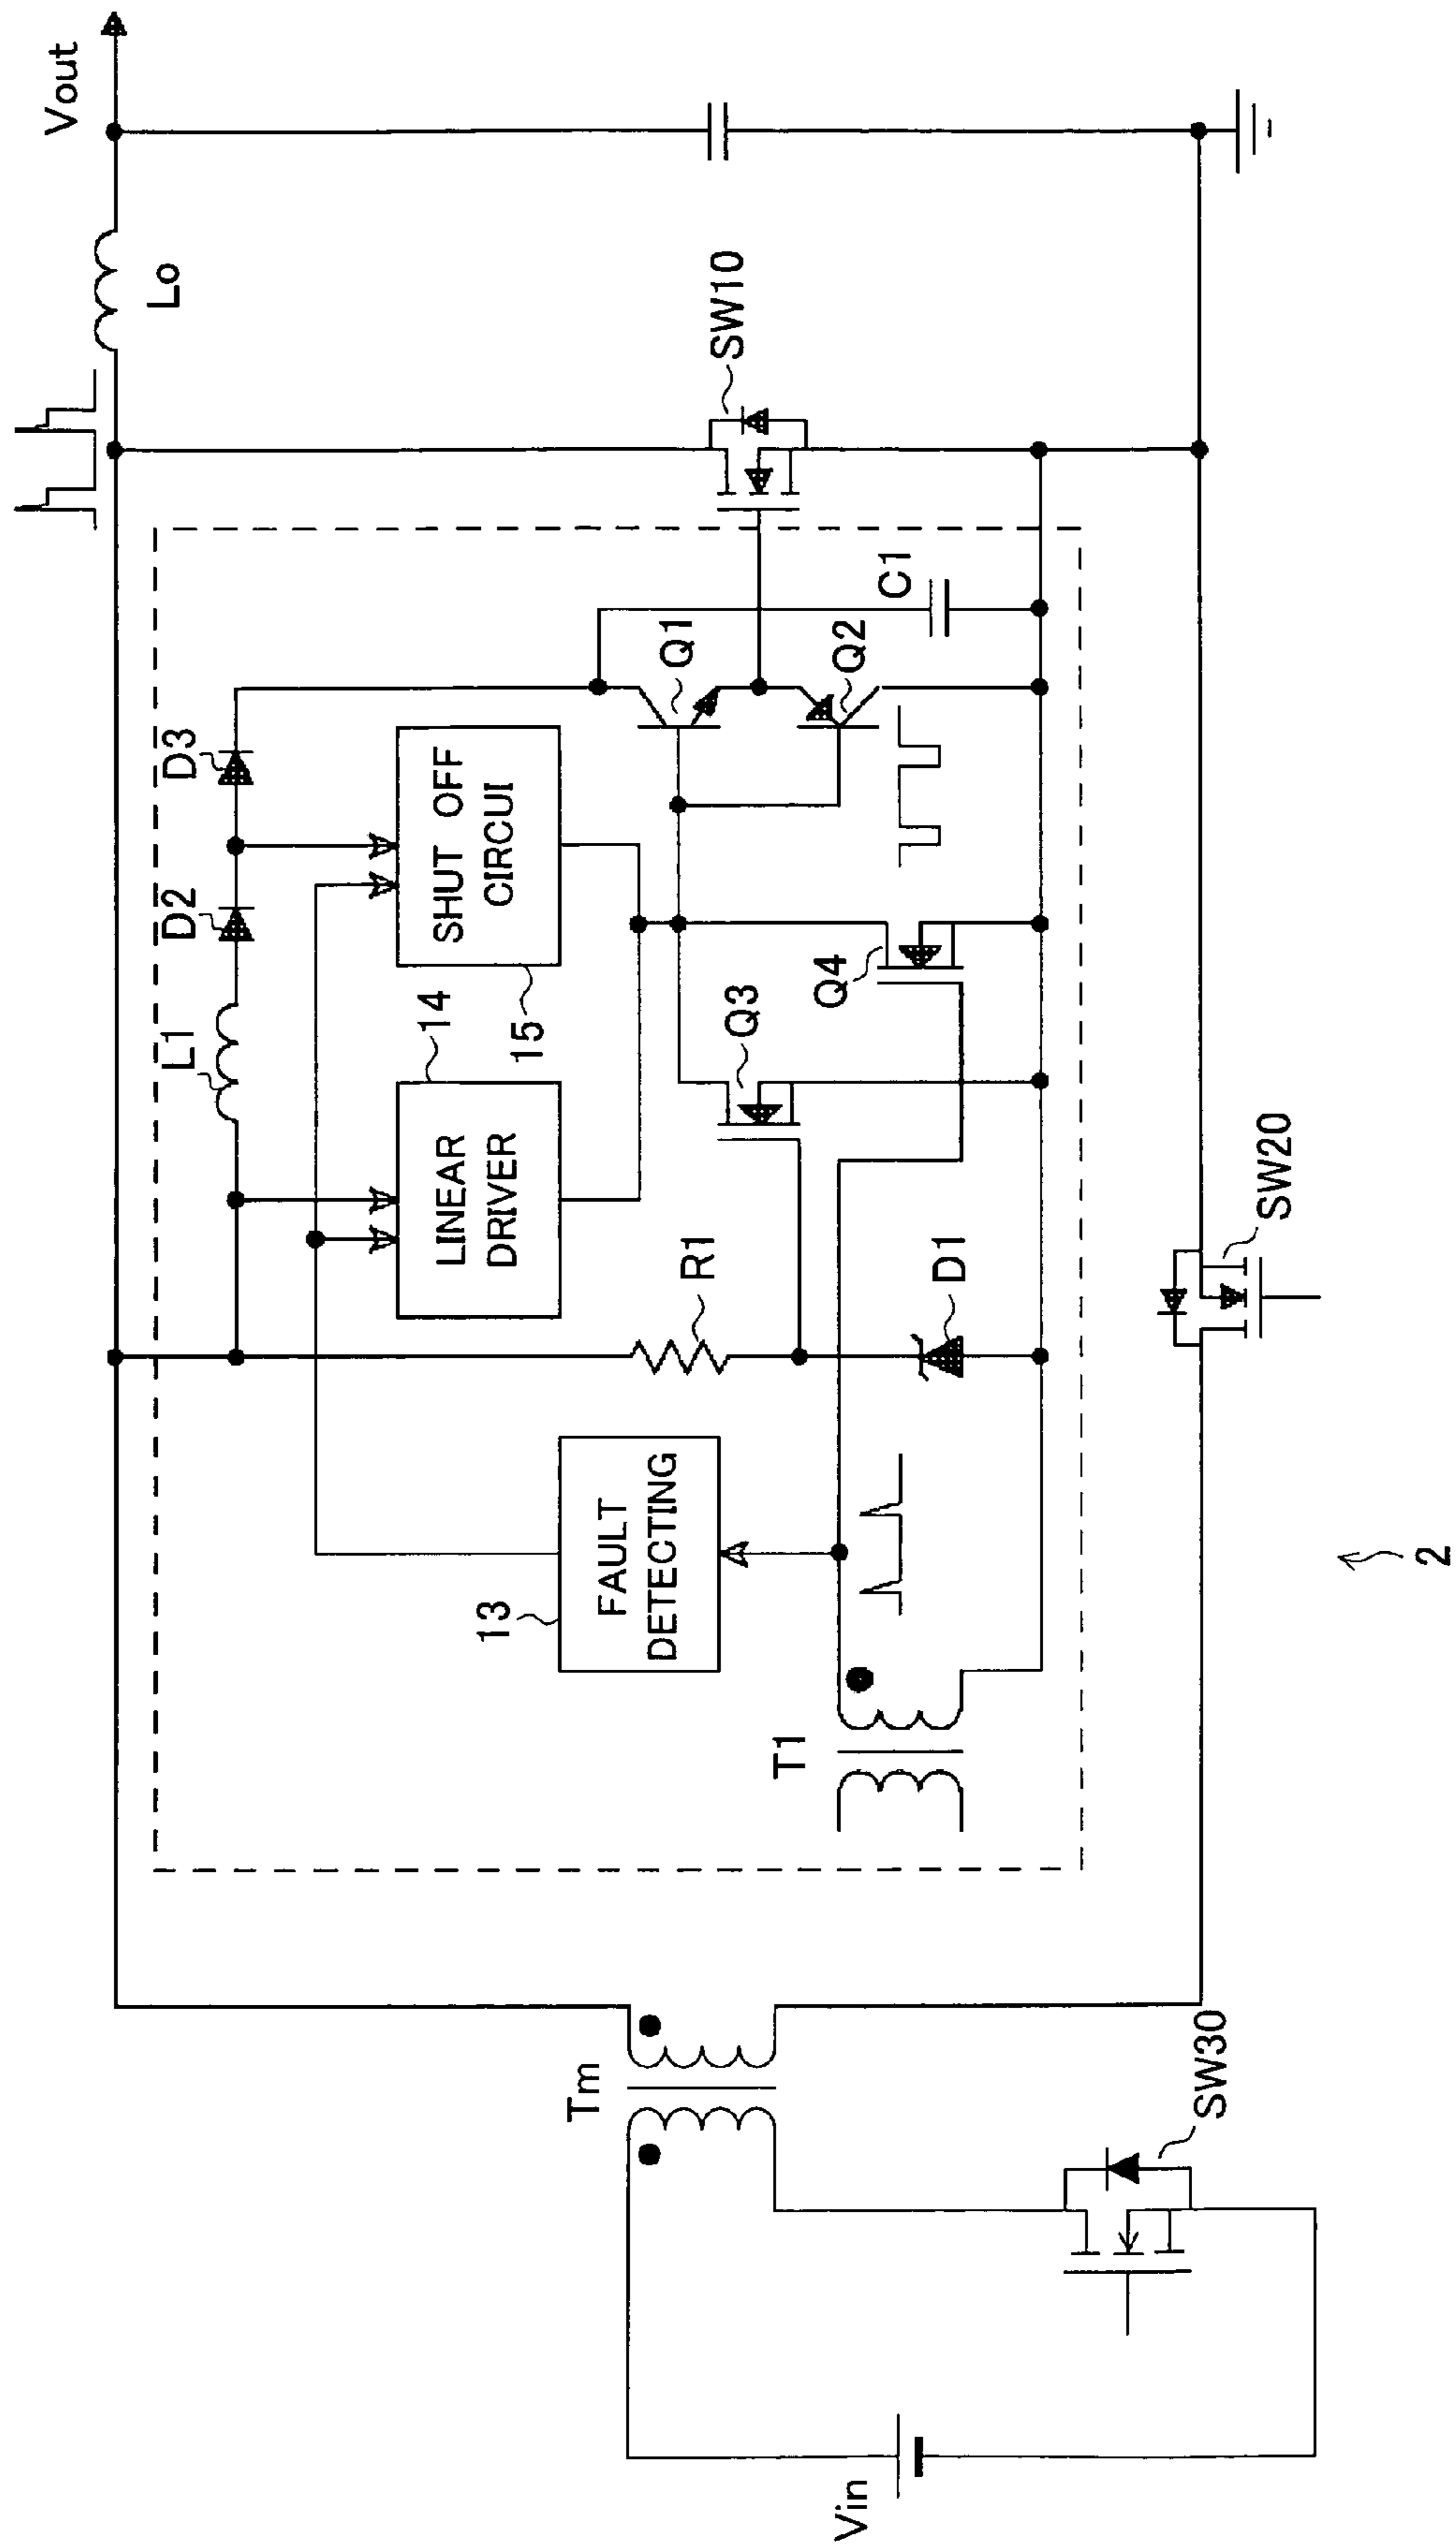 Vout
Lo
SW10
D3
D2
L1
SHUT OFF
CIRCUI
15
14
LINEAR
DRIVER
Q1
Q2
C1
Q3
Q4
R1
D1
13
FAULT
DETECTING
T1
SW20
2
Tm
SW30
Vin